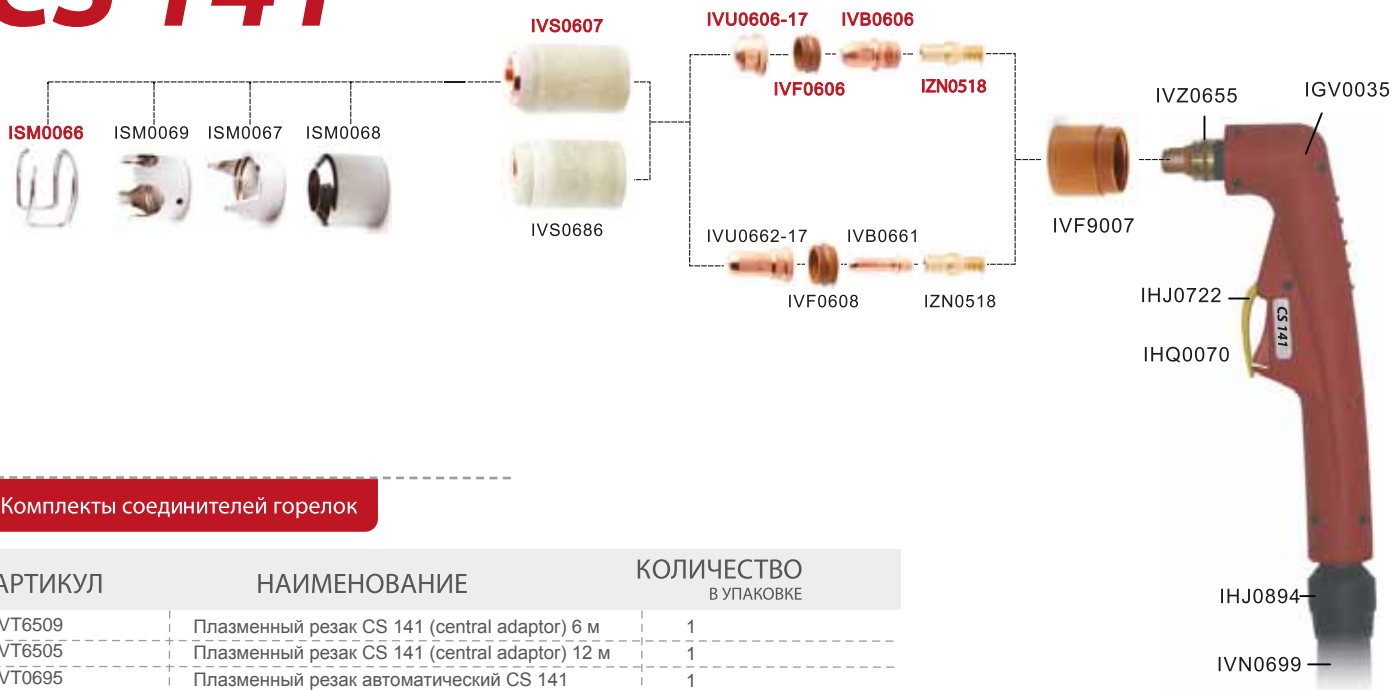 CS 141
IVS0607
IVU0606-17
IVB0606
IVF0606
IZN0518
IVZ0655
IGV0035
ISM0066
ISM0069
ISM0067
ISM0068
IVS0686
IVU0662-17
IVB0661
IVF0608
IZN0518
IVF9007
IHJ0722
CS 141
IHQ0070
Комплекты соединителей горелок
АРТИКУЛ
НАИМЕНОВАНИЕ
КОЛИЧЕСТВО
В УПАКОВКЕ
VT6509 Плазменный резак CS 141 (central adaptor) 6 м 1
VT6505 Плазменный резак CS 141 (central adaptor) 12 м 1
VT0695 Плазменный резак автоматический CS 141 1
IHJ0894
IVN0699